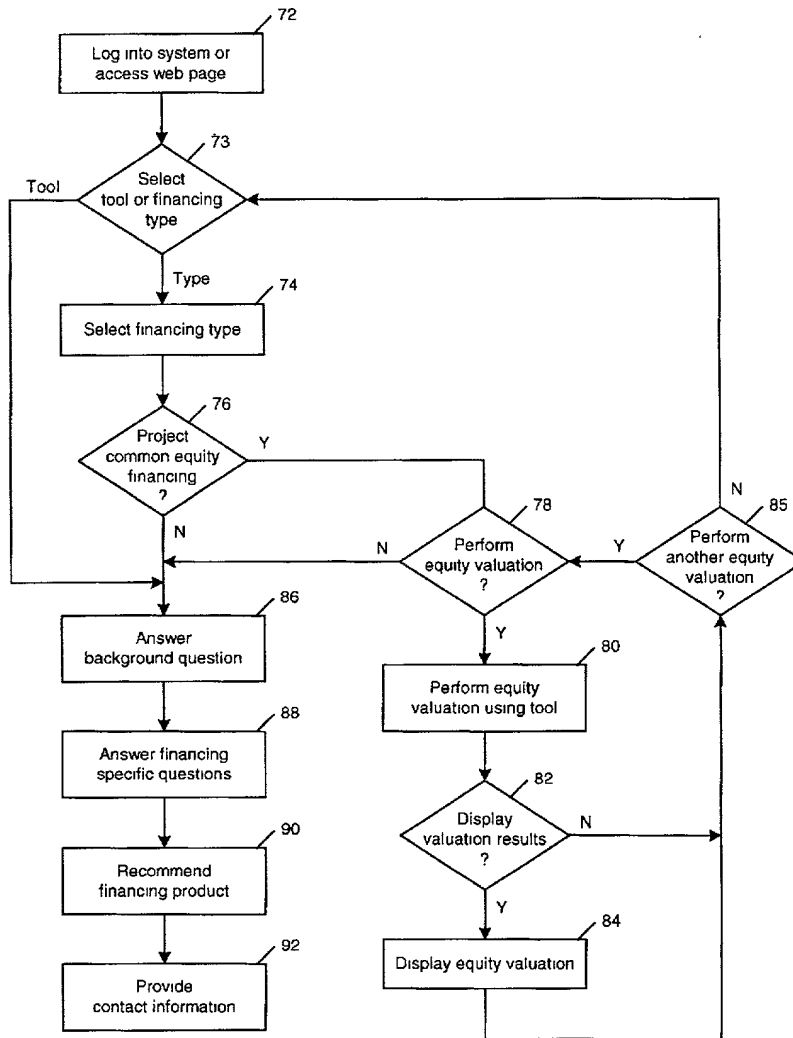 72
Log into system or
access web page
73
Select
tool or financing
type
Tool
Type
74
Select financing type
76
Project
common equity
financing
?
Y
N
78
Perform
equity valuation
?
N
Y
85
Perform
another equity
valuation
?
N
Y
80
Perform equity
valuation using tool
82
Display
valuation results
?
N
Y
84
Display equity valuation
86
Answer
background question
88
Answer financing
specific questions
90
Recommend
financing product
92
Provide
contact information